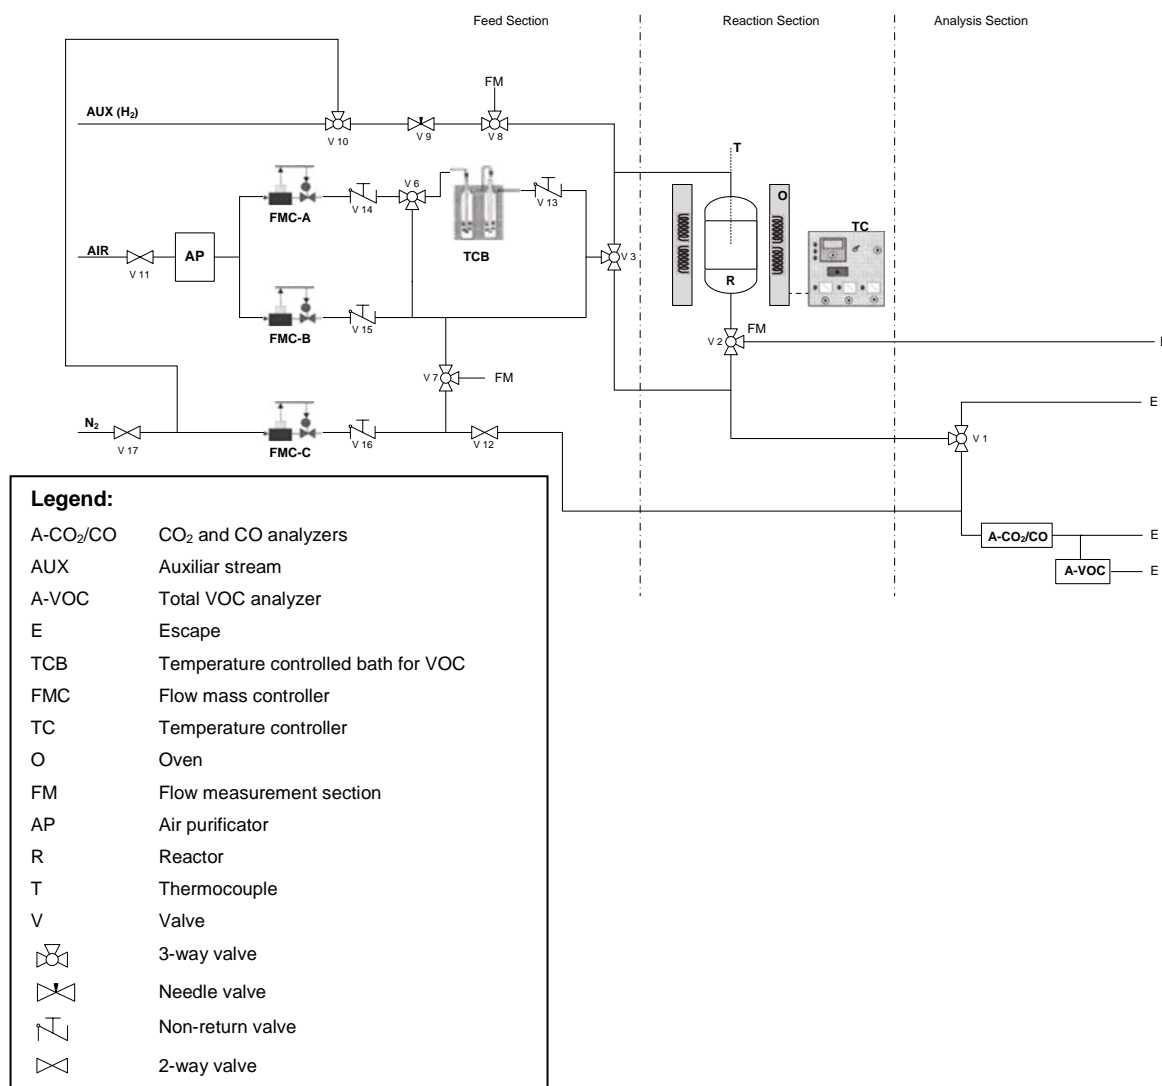 Feed Section
Reaction Section
Analysis Section
FM
AUX (H₂)
V 10
V 9
V 8
T
V 6
O
FMC-A
V 14
V 13
TC
AIR
AP
TCB
V 3
V 11
R
FMC-B
V 15
FM
V 2
V 7
FM
E
N₂
V 17
FMC-C
V 16
V 12
V 1
Legend:
A-CO₂/CO CO₂ and CO analyzers
AUX Auxiliar stream
A-VOC Total VOC analyzer
E Escape
TCB Temperature controlled bath for VOC
FMC Flow mass controller
TC Temperature controller
O Oven
FM Flow measurement section
AP Air purificator
R Reactor
T Thermocouple
V Valve
3-way valve
Needle valve
Non-return valve
2-way valve
A-CO₂/CO
E
A-VOC
E